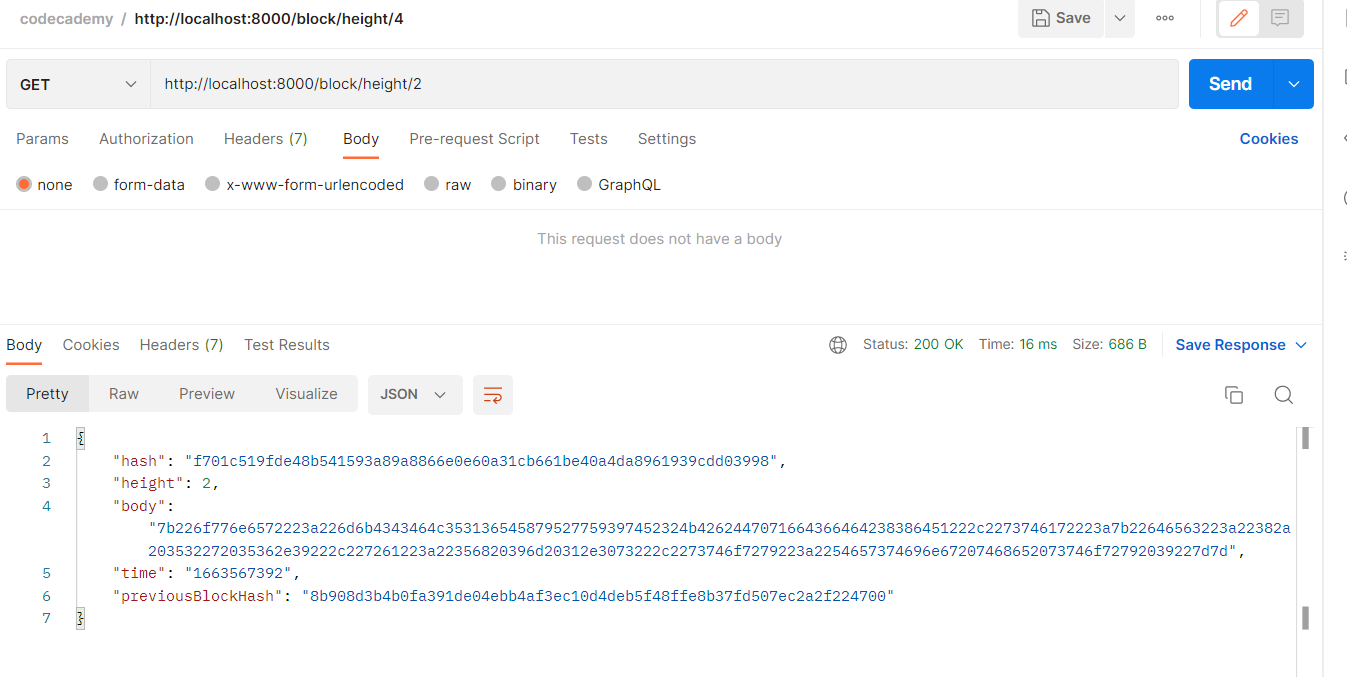 codecademy / http://localhost:8000/block/height/4
Save
GET
http://localhost:8000/block/height/2
Send
Params Authorization Headers (7) Body Pre-request Script Tests Settings Cookies
none form-data x-www-form-urlencoded raw binary GraphQL
This request does not have a body
Body Cookies Headers (7) Test Results Status: 200 OK Time: 16 ms Size: 686 B Save Response
Pretty Raw Preview Visualize JSON
1 {
2 "hash": "f701c519fde48b541593a89a8866e0e60a31cb661be40a4da8961939cdd03998",
3 "height": 2,
4 "body":
"7b226f776e6572223a226d6b4343464c3531365458795277593974523​24b42624470716643664642383864​51222c2273746172223a7b22646563223a22382a
203532272035362e39222c227261223a22356820396d20312e3073222c2273746f7279223a2254657374696e67207468652073746f72792039227d7d",
5 "time": "1663567392",
6 "previousBlockHash": "8b908d3b4b0fa391de04ebb4af3ec10d4deb5f48ffe8b37fd507ec2a2f224700"
7 }